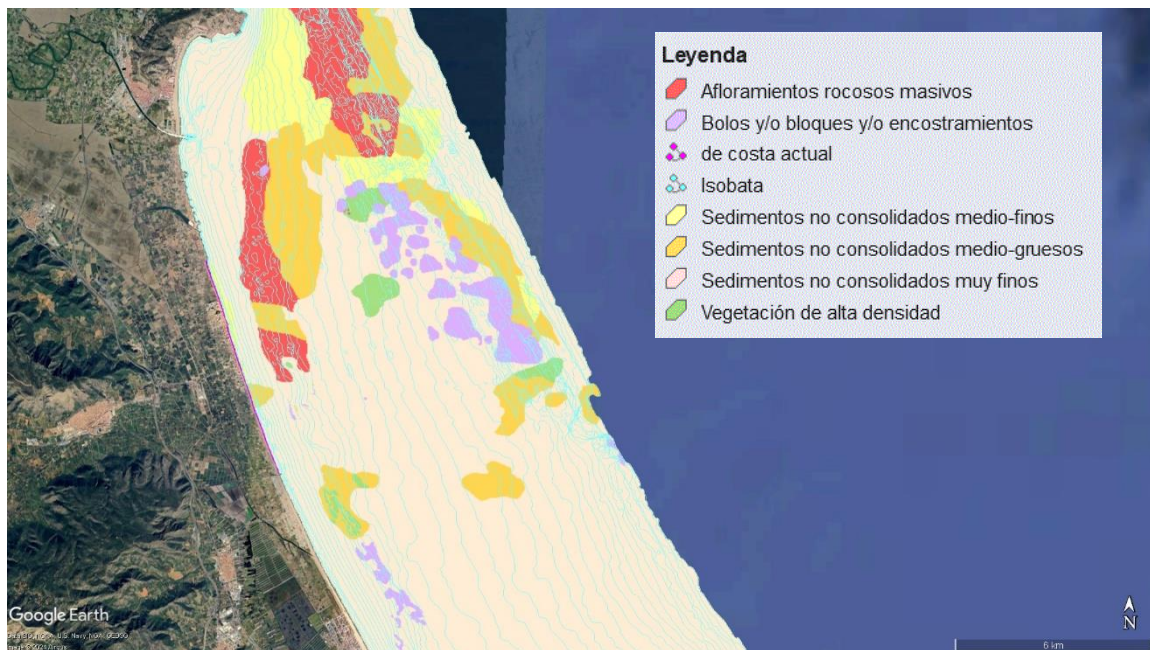 Leyenda
Afloramientos rocosos masivos
Bolos y/o bloques y/o encostramientos
de costa actual
Isobata
Sedimentos no consolidados medio-finos
Sedimentos no consolidados medio-gruesos
Sedimentos no consolidados muy finos
Vegetación de alta densidad
Google Earth
N
6 km